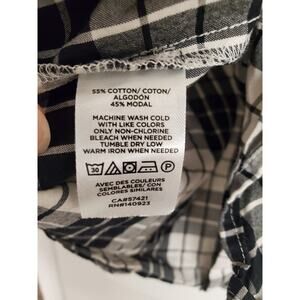 55% COTTON/ COTON/
ALGODÓN
45% MODAL
MACHINE WASH COLD
WITH LIKE COLORS
ONLY NON-CHLORINE
BLEACH WHEN NEEDED
TUMBLE DRY LOW
WARM IRON WHEN NEEDED
30 P
AVEC DES COULEURS
SEMBLABLES/ CON
COLORES SIMILARES
CA#57421
RN#140923